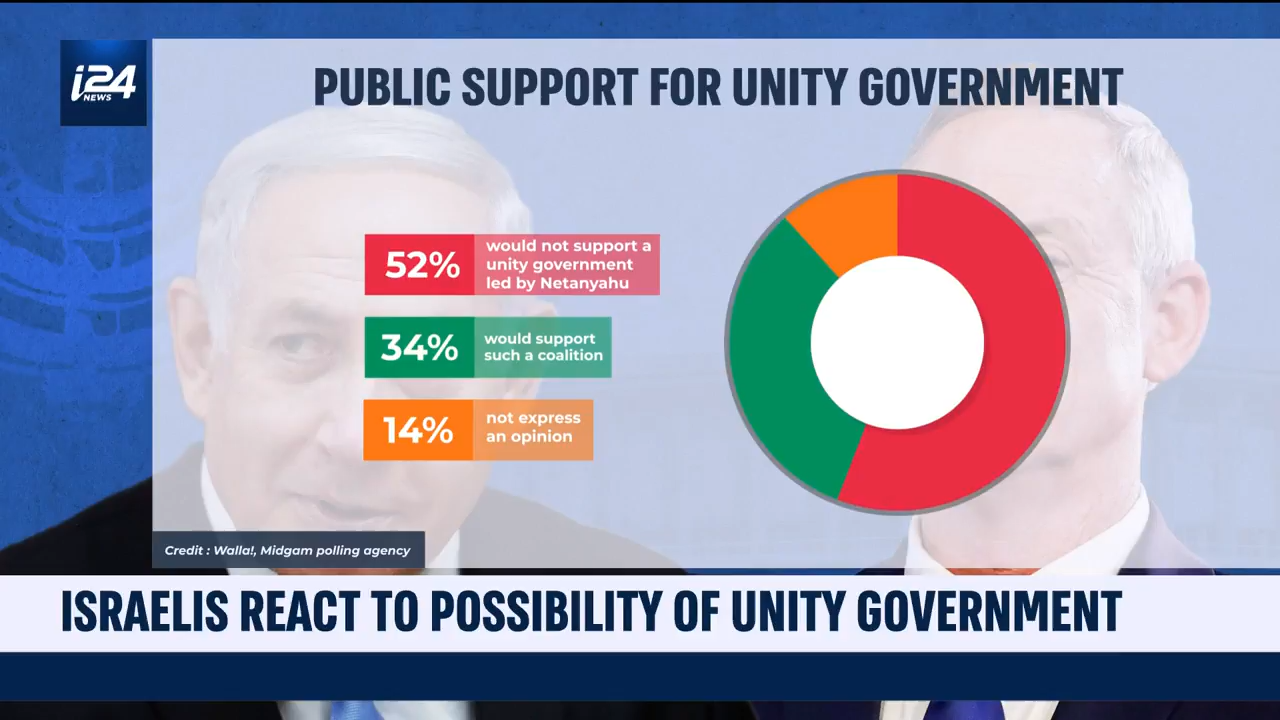 i24
NEWS
PUBLIC SUPPORT FOR UNITY GOVERNMENT
52%
would not support a
unity government
led by Netanyahu
34%
would support
such a coalition
14%
not express
an opinion
Credit : Walla!, Midgam polling agency
ISRAELIS REACT TO POSSIBILITY OF UNITY GOVERNMENT